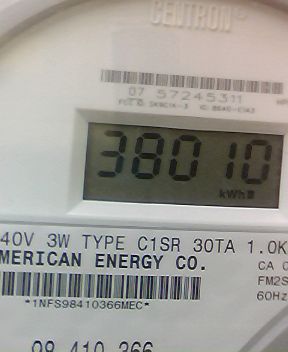 CENTRON®
07 57245311
38010
kWh
40V 3W TYPE C1SR 30TA 1.0K
MERICAN ENERGY CO.
CA 0
FM2S
60Hz
*1NFS98410366MEC*
98 410 366